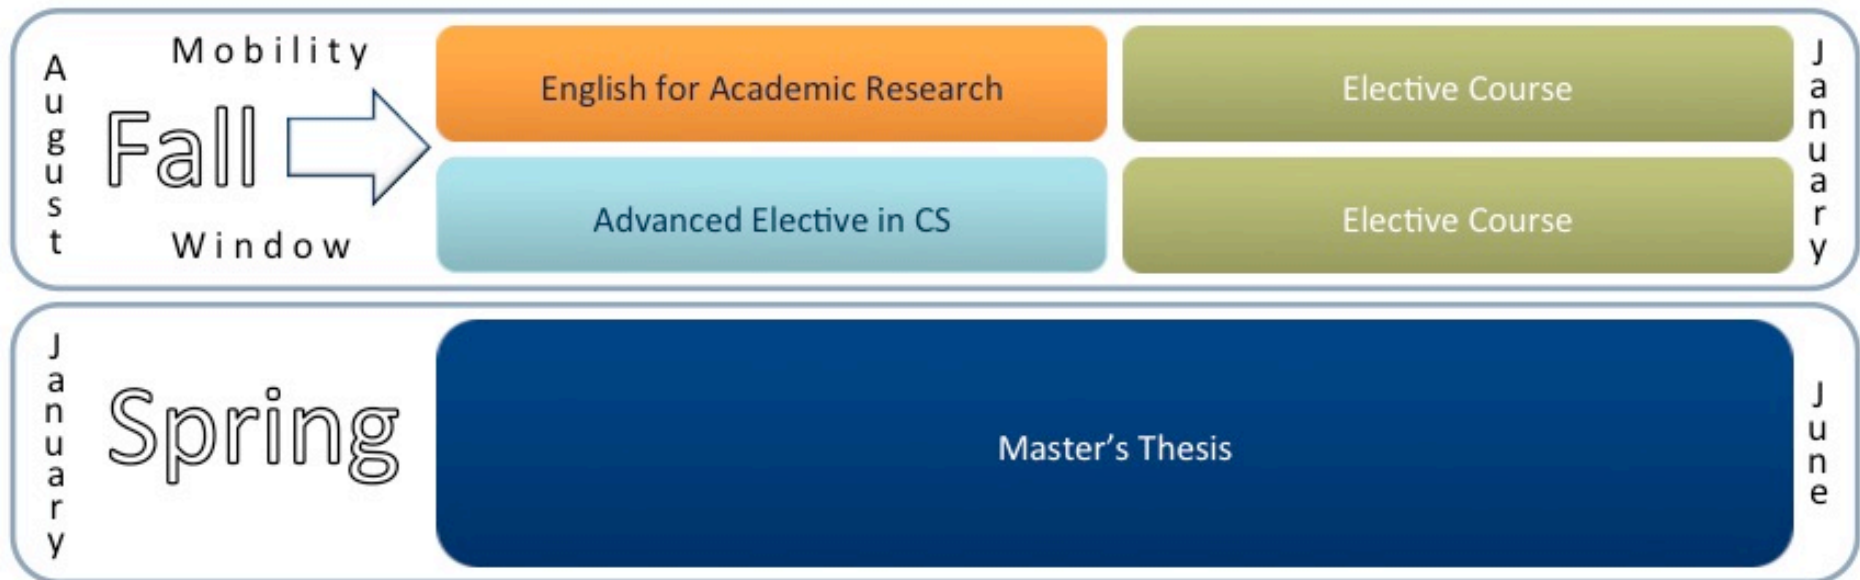 August
Mobility
Fall
Window
English for Academic Research
Elective Course
Advanced Elective in CS
Elective Course
January
January
Spring
Master’s Thesis
June